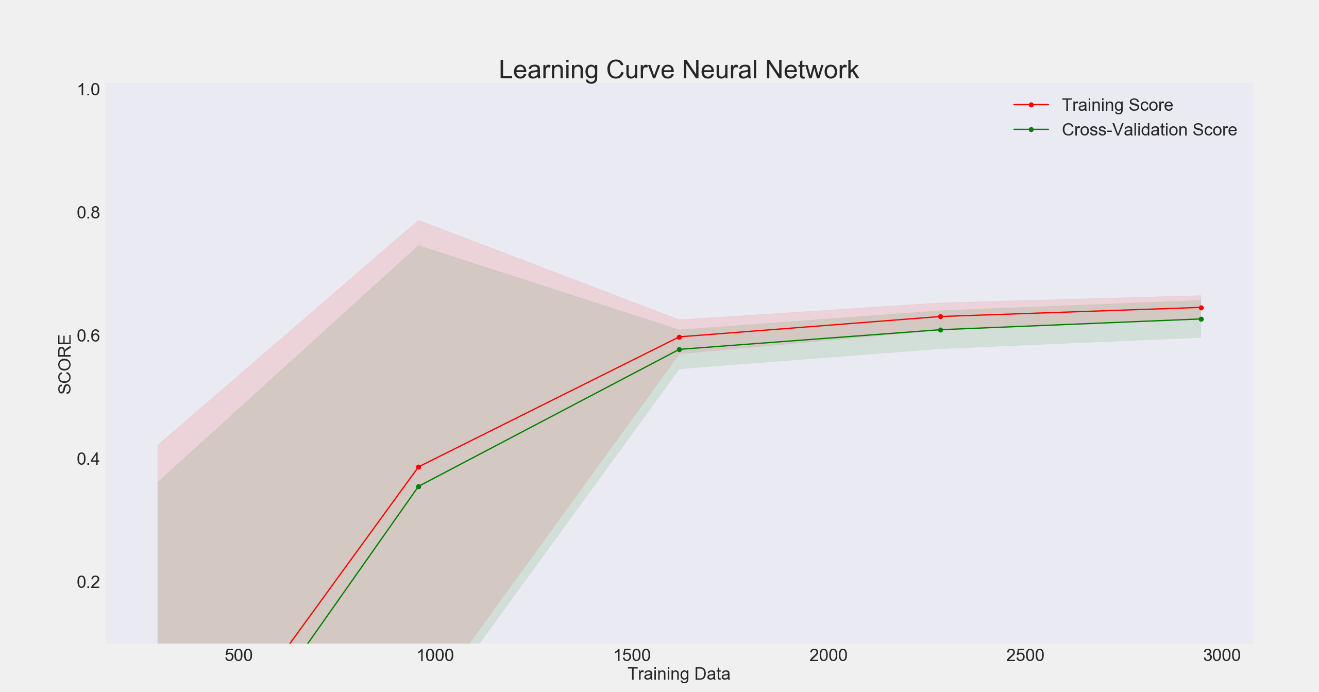 Learning Curve Neural Network
1.0
Training Score
Cross-Validation Score
0.8
0.6
SCORE
0.4
0.2
500 1000 1500 2000 2500 3000
Training Data